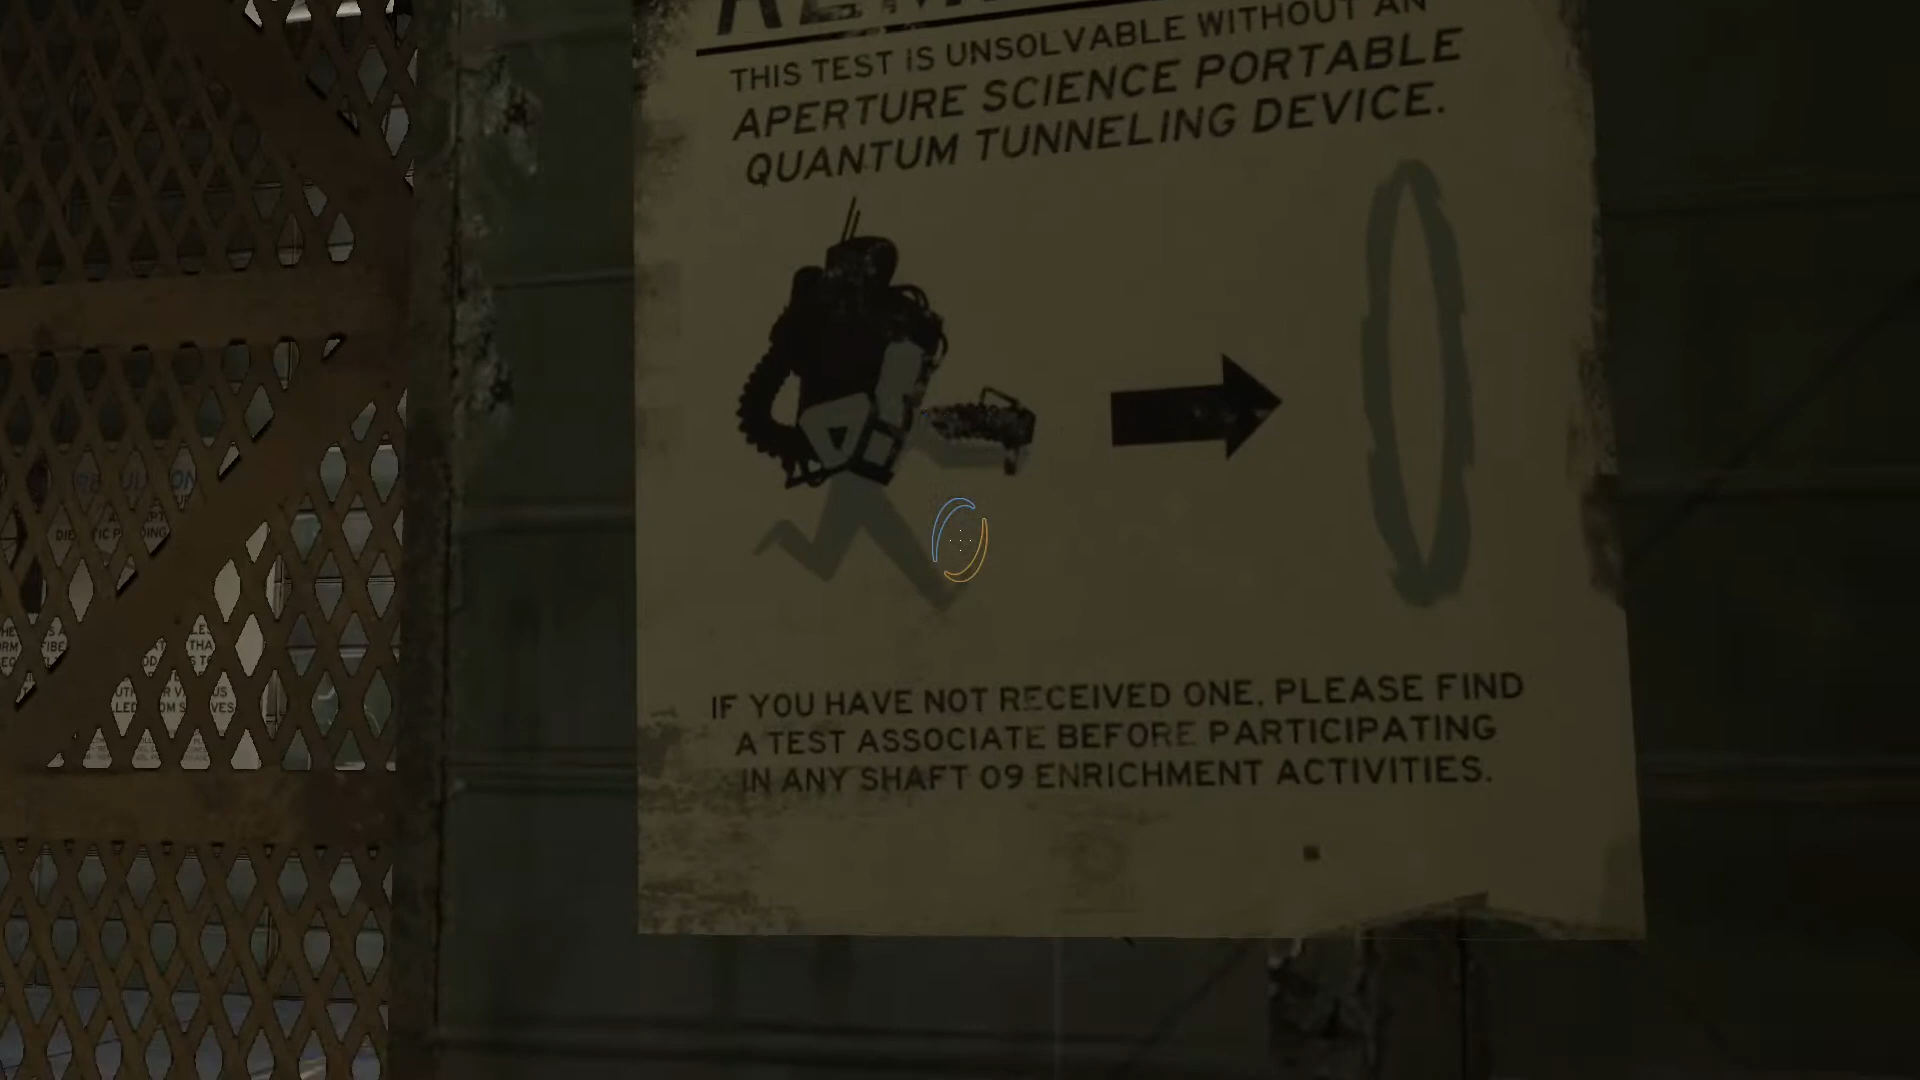 THIS TEST IS UNSOLVABLE WITHOUT AN
APERTURE SCIENCE PORTABLE
QUANTUM TUNNELING DEVICE.
IF YOU HAVE NOT RECEIVED ONE, PLEASE FIND
A TEST ASSOCIATE BEFORE PARTICIPATING
IN ANY SHAFT 09 ENRICHMENT ACTIVITIES.